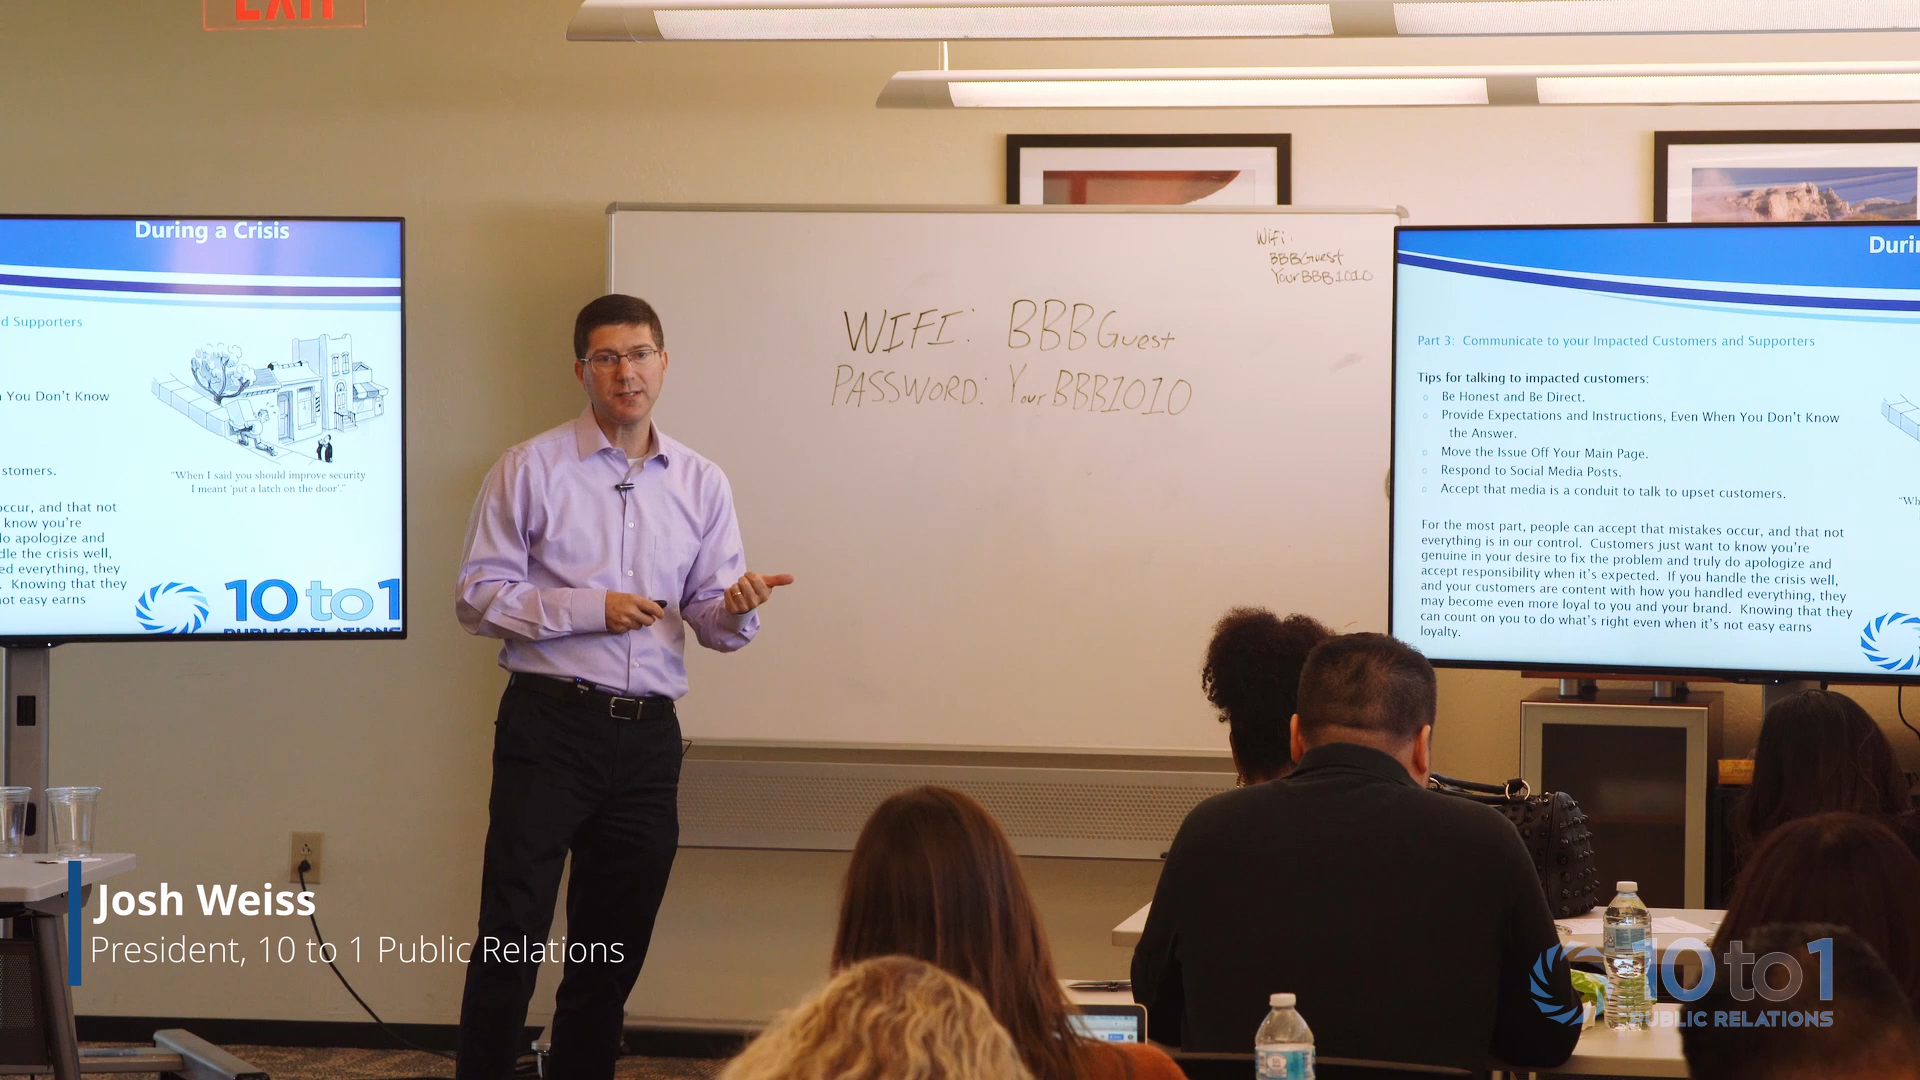 EXIT
During a Crisis
d Supporters
You Don't Know
stomers.
"When I said you should improve security
I meant 'put a latch on the door'."
occur, and that not
know you're
do apologize and
dle the crisis well,
ed everything, they
. Knowing that they
not easy earns
10 to 1
PUBLIC RELATIONS
WiFi:
BBBGuest
YourBBB1010
WIFI: BBBGuest
PASSWORD: YourBBB1010
Durin
Part 3: Communicate to your Impacted Customers and Supporters
Tips for talking to impacted customers:
Be Honest and Be Direct.
Provide Expectations and Instructions, Even When You Don't Know
the Answer.
Move the Issue Off Your Main Page.
Respond to Social Media Posts.
Accept that media is a conduit to talk to upset customers.
"Wh
For the most part, people can accept that mistakes occur, and that not
everything is in our control. Customers just want to know you're
genuine in your desire to fix the problem and truly do apologize and
accept responsibility when it's expected. If you handle the crisis well,
and your customers are content with how you handled everything, they
may become even more loyal to you and your brand. Knowing that they
can count on you to do what's right even when it's not easy earns
loyalty.
Josh Weiss
President, 10 to 1 Public Relations
10 to 1
PUBLIC RELATIONS